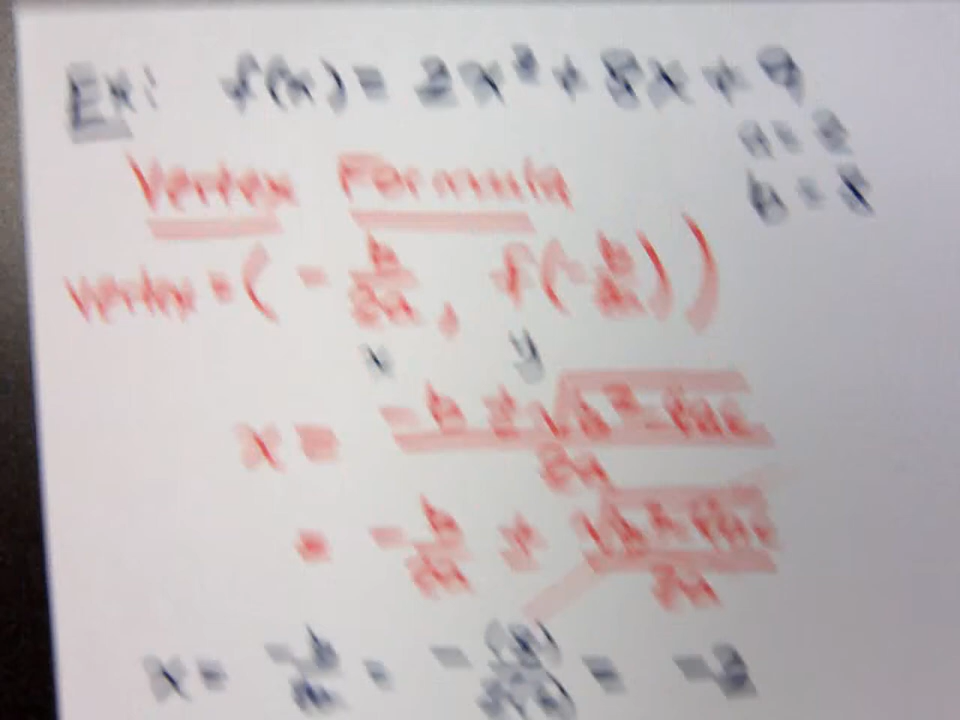 Ex: f(x) = 2x² + 8x + 9
a = 2
b = 8
Vertex Formula
Vertex = ( - b/2a , f(- b/2a) )
x y
x = -b ± √b² - 4ac / 2a
= -b/2a ± √b² - 4ac / 2a
x = -b/2a = -(8)/2(2) = -2